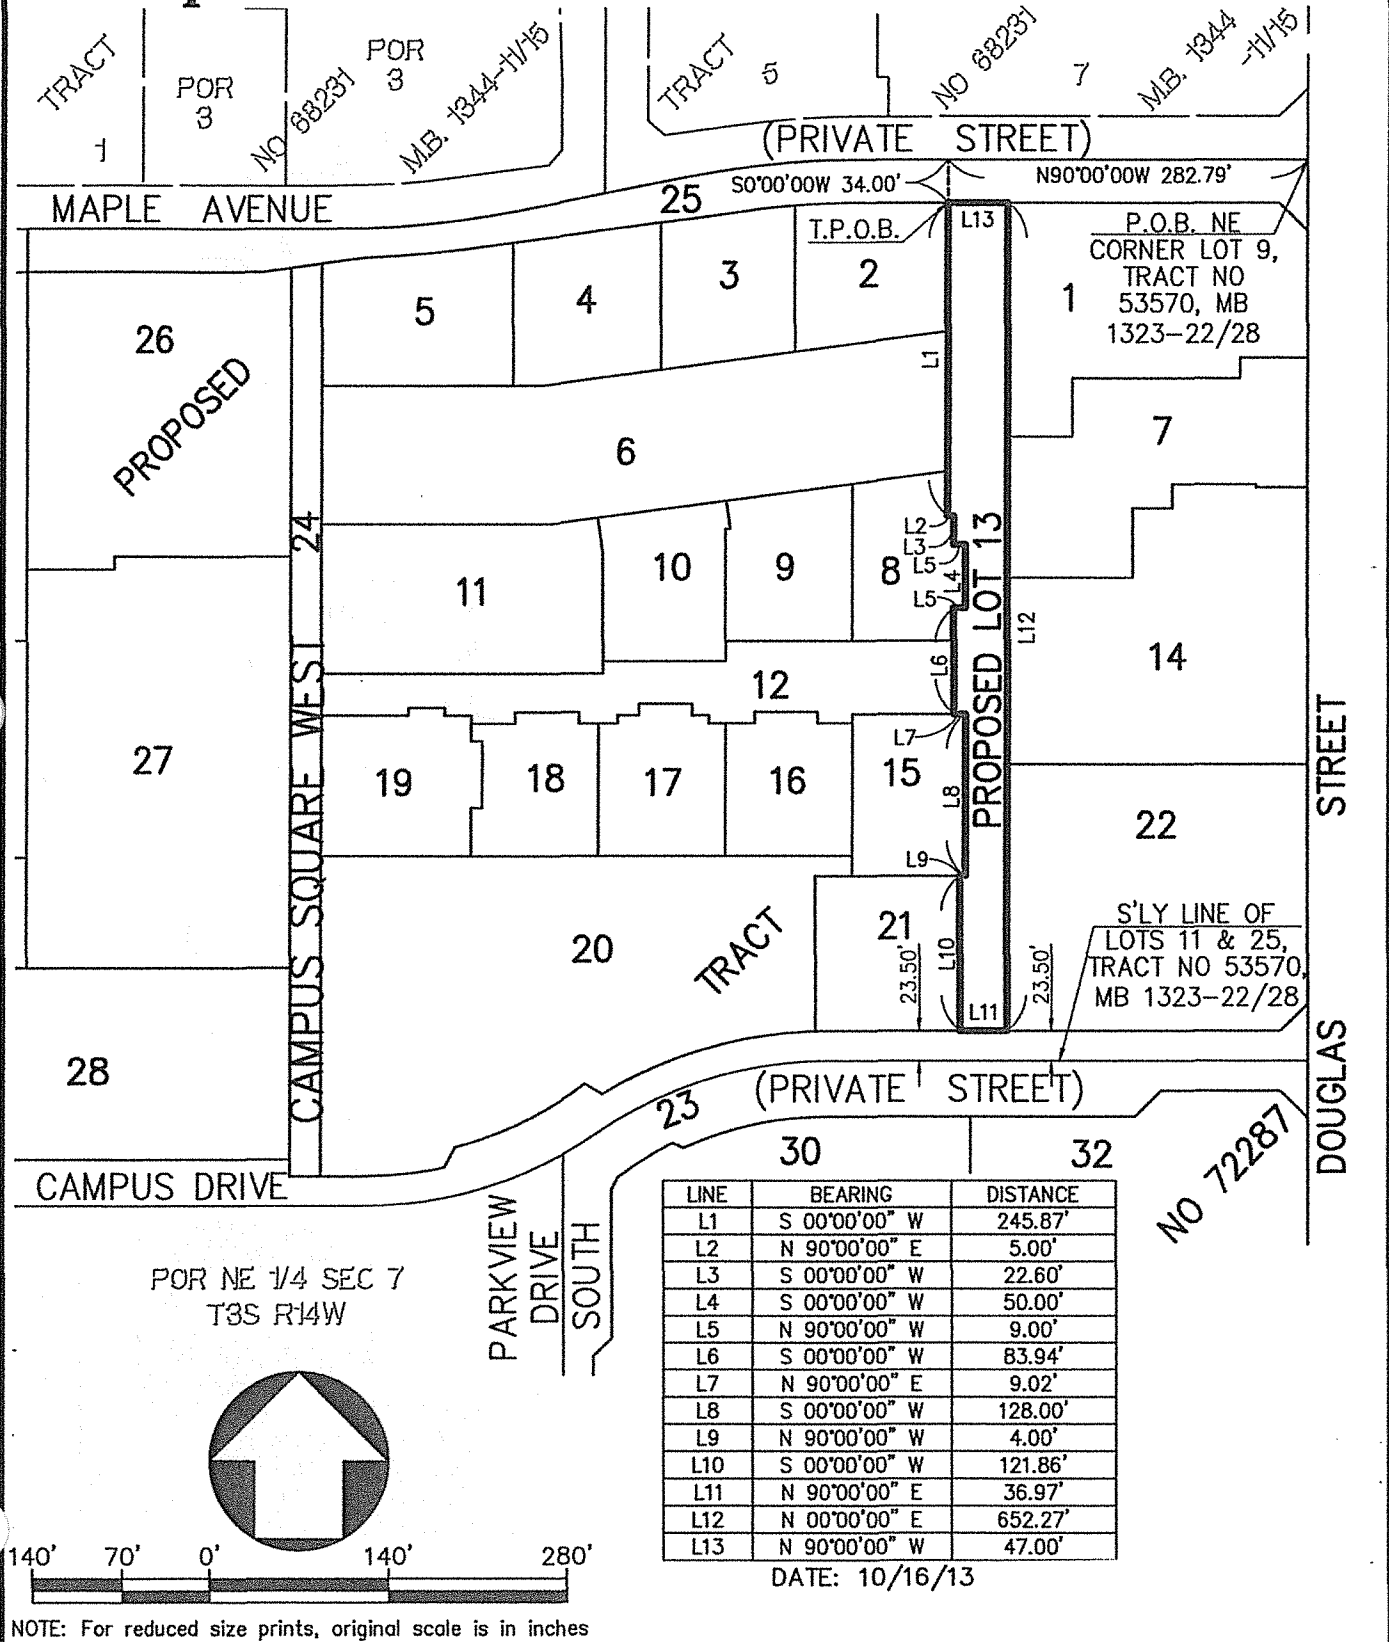 TRACT
1
POR
3
NO 68231
POR
3
M.B. 1344-11/15
TRACT
5
NO 68231
7
M.B. 1344
-11/15
(PRIVATE STREET)
MAPLE AVENUE
25
S0°00'00W 34.00'
N90°00'00W 282.79'
T.P.O.B.
L13
P.O.B. NE
CORNER LOT 9,
TRACT NO
53570, MB
1323-22/28
26
PROPOSED
5
4
3
2
1
L1
6
7
CAMPUS SQUARE WEST 24
11
10
9
8
L2
L3
L5
L4
L5
L6
PROPOSED LOT 13
L12
14
12
27
19
18
17
16
15
L7
L8
L9
22
STREET
20
TRACT
21
23.50'
L10
L11
23.50'
S'LY LINE OF
LOTS 11 & 25,
TRACT NO 53570,
MB 1323-22/28
28
DOUGLAS
(PRIVATE STREET)
23
30
32
NO 72287
CAMPUS DRIVE
PARKVIEW
DRIVE
SOUTH
LINE BEARING DISTANCE
L1 S 00°00'00" W 245.87'
L2 N 90°00'00" E 5.00'
L3 S 00°00'00" W 22.60'
L4 S 00°00'00" W 50.00'
L5 N 90°00'00" W 9.00'
L6 S 00°00'00" W 83.94'
L7 N 90°00'00" E 9.02'
L8 S 00°00'00" W 128.00'
L9 N 90°00'00" W 4.00'
L10 S 00°00'00" W 121.86'
L11 N 90°00'00" E 36.97'
L12 N 00°00'00" E 652.27'
L13 N 90°00'00" W 47.00'
DATE: 10/16/13
POR NE 1/4 SEC 7
T3S R14W
140' 70' 0' 140' 280'
NOTE: For reduced size prints, original scale is in inches